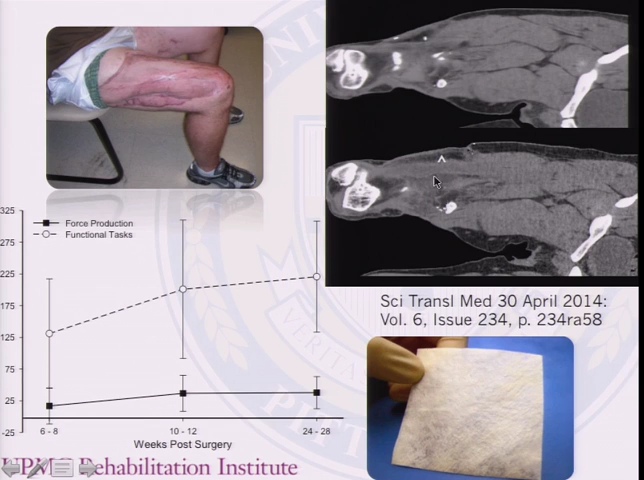 325
Force Production
Functional Tasks
275
225
175
125
75
25
-25
6 - 8
10 - 12
24 - 28
Weeks Post Surgery
Sci Transl Med 30 April 2014:
Vol. 6, Issue 234, p. 234ra58
UPMC Rehabilitation Institute